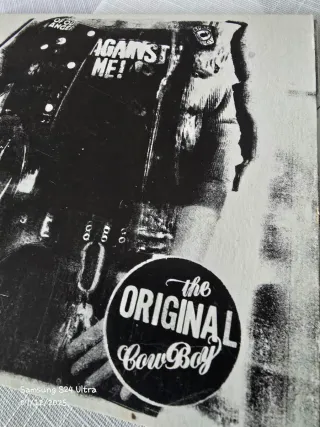 AGAINST
ME!
the
ORIGINAL
CowBoy
Samsung S24 Ultra